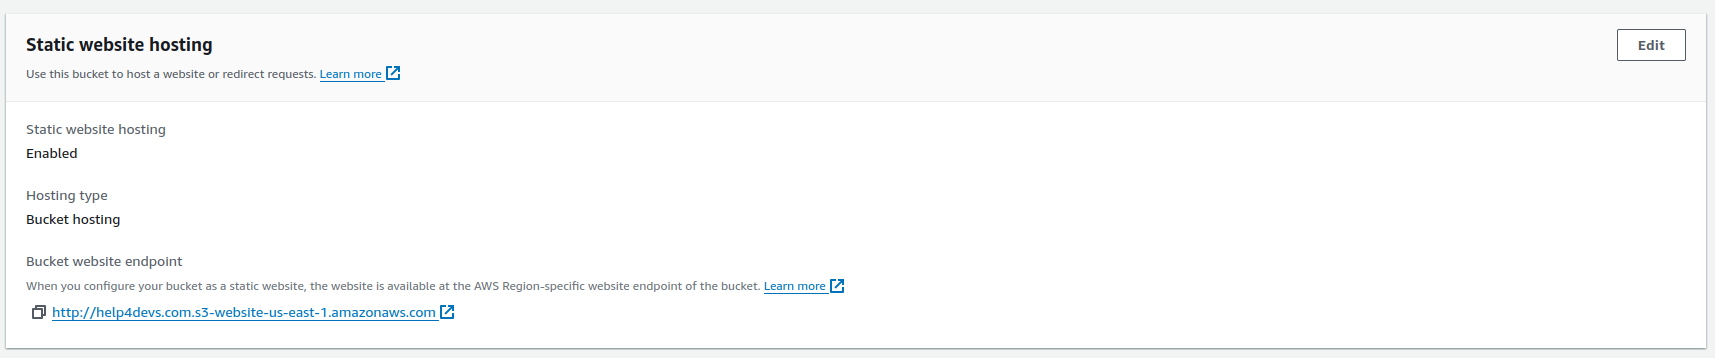 Static website hosting
Edit
Use this bucket to host a website or redirect requests. Learn more
Static website hosting
Enabled
Hosting type
Bucket hosting
Bucket website endpoint
When you configure your bucket as a static website, the website is available at the AWS Region-specific website endpoint of the bucket. Learn more
http://help4devs.com.s3-website-us-east-1.amazonaws.com